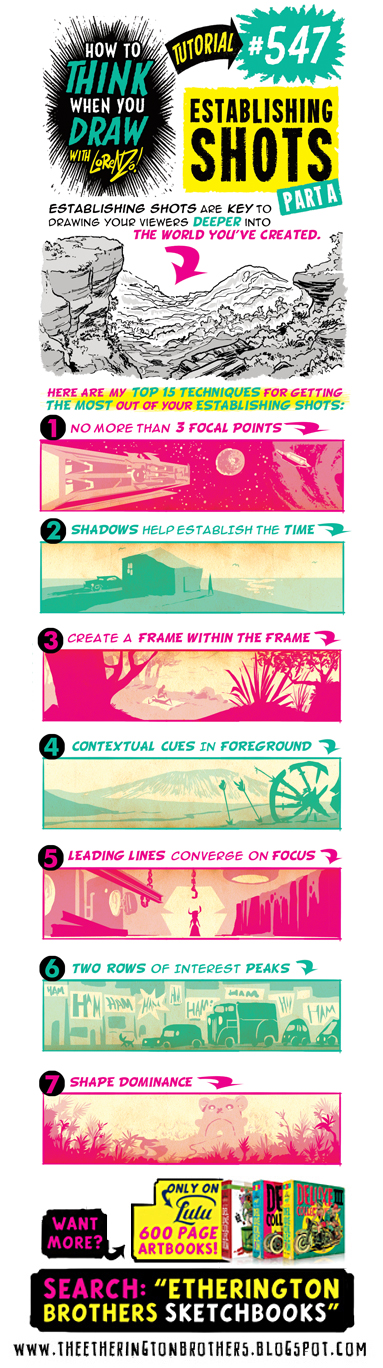 HOW TO
THINK
WHEN YOU
DRAW
WITH LORENZO!
TUTORIAL
#547
ESTABLISHING
SHOTS
PART A
ESTABLISHING SHOTS ARE KEY TO
DRAWING YOUR VIEWERS DEEPER INTO
THE WORLD YOU'VE CREATED.
HERE ARE MY TOP 15 TECHNIQUES FOR GETTING
THE MOST OUT OF YOUR ESTABLISHING SHOTS:
1 NO MORE THAN 3 FOCAL POINTS
2 SHADOWS HELP ESTABLISH THE TIME
3 CREATE A FRAME WITHIN THE FRAME
4 CONTEXTUAL CUES IN FOREGROUND
5 LEADING LINES CONVERGE ON FOCUS
6 TWO ROWS OF INTEREST PEAKS
HAM HAM HAM HAM HAM HAM
7 SHAPE DOMINANCE
WANT
MORE?
ONLY ON
Lulu
600 PAGE
ARTBOOKS!
DELUXE III
SEARCH: "ETHERINGTON
BROTHERS SKETCHBOOKS"
WWW.THEETHERINGTONBROTHERS.BLOGSPOT.COM